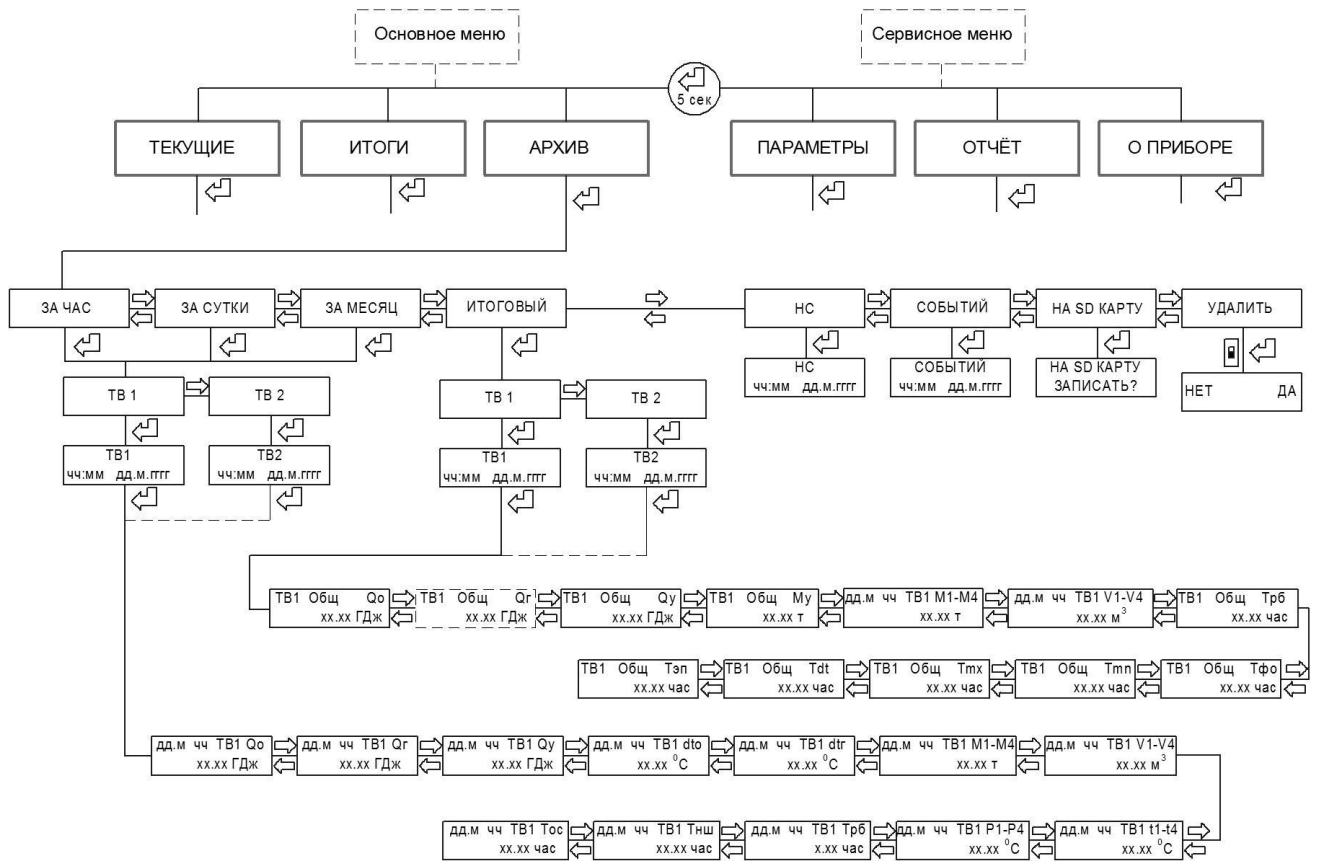 Основное меню
Сервисное меню
5 сек
ТЕКУЩИЕ
ИТОГИ
АРХИВ
ПАРАМЕТРЫ
ОТЧЁТ
О ПРИБОРЕ
ЗА ЧАС
ЗА СУТКИ
ЗА МЕСЯЦ
ИТОГОВЫЙ
НС
СОБЫТИЙ
НА SD КАРТУ
УДАЛИТЬ
НС
чч:мм дд.м.гггг
СОБЫТИЙ
чч:мм дд.м.гггг
НА SD КАРТУ
ЗАПИСАТЬ?
НЕТ ДА
ТВ 1
ТВ 2
ТВ 1
ТВ 2
ТВ1
чч:мм дд.м.гггг
ТВ2
чч:мм дд.м.гггг
ТВ1
чч:мм дд.м.гггг
ТВ2
чч:мм дд.м.гггг
ТВ1 Общ Qо
хх.хх ГДж
ТВ1 Общ Qг
хх.хх ГДж
ТВ1 Общ Qу
хх.хх ГДж
ТВ1 Общ Му
хх.хх т
дд.м чч ТВ1 М1-М4
хх.хх т
дд.м чч ТВ1 V1-V4
хх.хх м³
ТВ1 Общ Трб
хх.хх час
ТВ1 Общ Тэп
хх.хх час
ТВ1 Общ Tdt
хх.хх час
ТВ1 Общ Tmx
хх.хх час
ТВ1 Общ Tmn
хх.хх час
ТВ1 Общ Тфо
хх.хх час
дд.м чч ТВ1 Qо
хх.хх ГДж
дд.м чч ТВ1 Qг
хх.хх ГДж
дд.м чч ТВ1 Qу
хх.хх ГДж
дд.м чч ТВ1 dto
хх.хх ⁰С
дд.м чч ТВ1 dtг
хх.хх ⁰С
дд.м чч ТВ1 М1-М4
хх.хх т
дд.м чч ТВ1 V1-V4
хх.хх м³
дд.м чч ТВ1 Тос
хх.хх час
дд.м чч ТВ1 Тнш
хх.хх час
дд.м чч ТВ1 Трб
х.хх час
дд.м чч ТВ1 Р1-Р4
хх.хх ⁰С
дд.м чч ТВ1 t1-t4
хх.хх ⁰С